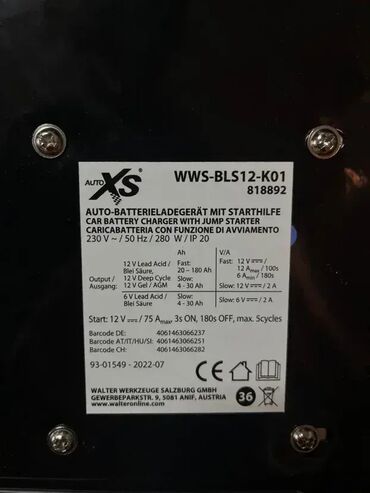 AUTO XS®
WWS-BLS12-K01
818892
AUTO-BATTERIELADEGERÄT MIT STARTHILFE
CAR BATTERY CHARGER WITH JUMP STARTER
CARICABATTERIA CON FUNZIONE DI AVVIAMENTO
230 V ~ / 50 Hz / 280 W / IP 20
Ah V/A
Output / Ausgang:
12 V Lead Acid / Blei Säure, 12 V Deep Cycle 12 V Gel / AGM
Fast: 20 – 180 Ah
Slow: 4 - 30 Ah
Fast: 12 V / 12 Amax / 100s 6 Amin / 180s
Slow: 12 V / 2 A
6 V Lead Acid / Blei Säure
Slow: 4 - 30 Ah
Slow: 6 V / 2 A
Start: 12 V / 75 Amax, 3s ON, 180s OFF, max. 5cycles
Barcode DE: 4061463066237
Barcode AT/IT/HU/SI: 4061463066251
Barcode CH: 4061463066282
93-01549 - 2022-07
CE
WALTER WERKZEUGE SALZBURG GMBH
GEWERBEPARKSTR. 9, 5081 ANIF, AUSTRIA
www.walteronline.com
36